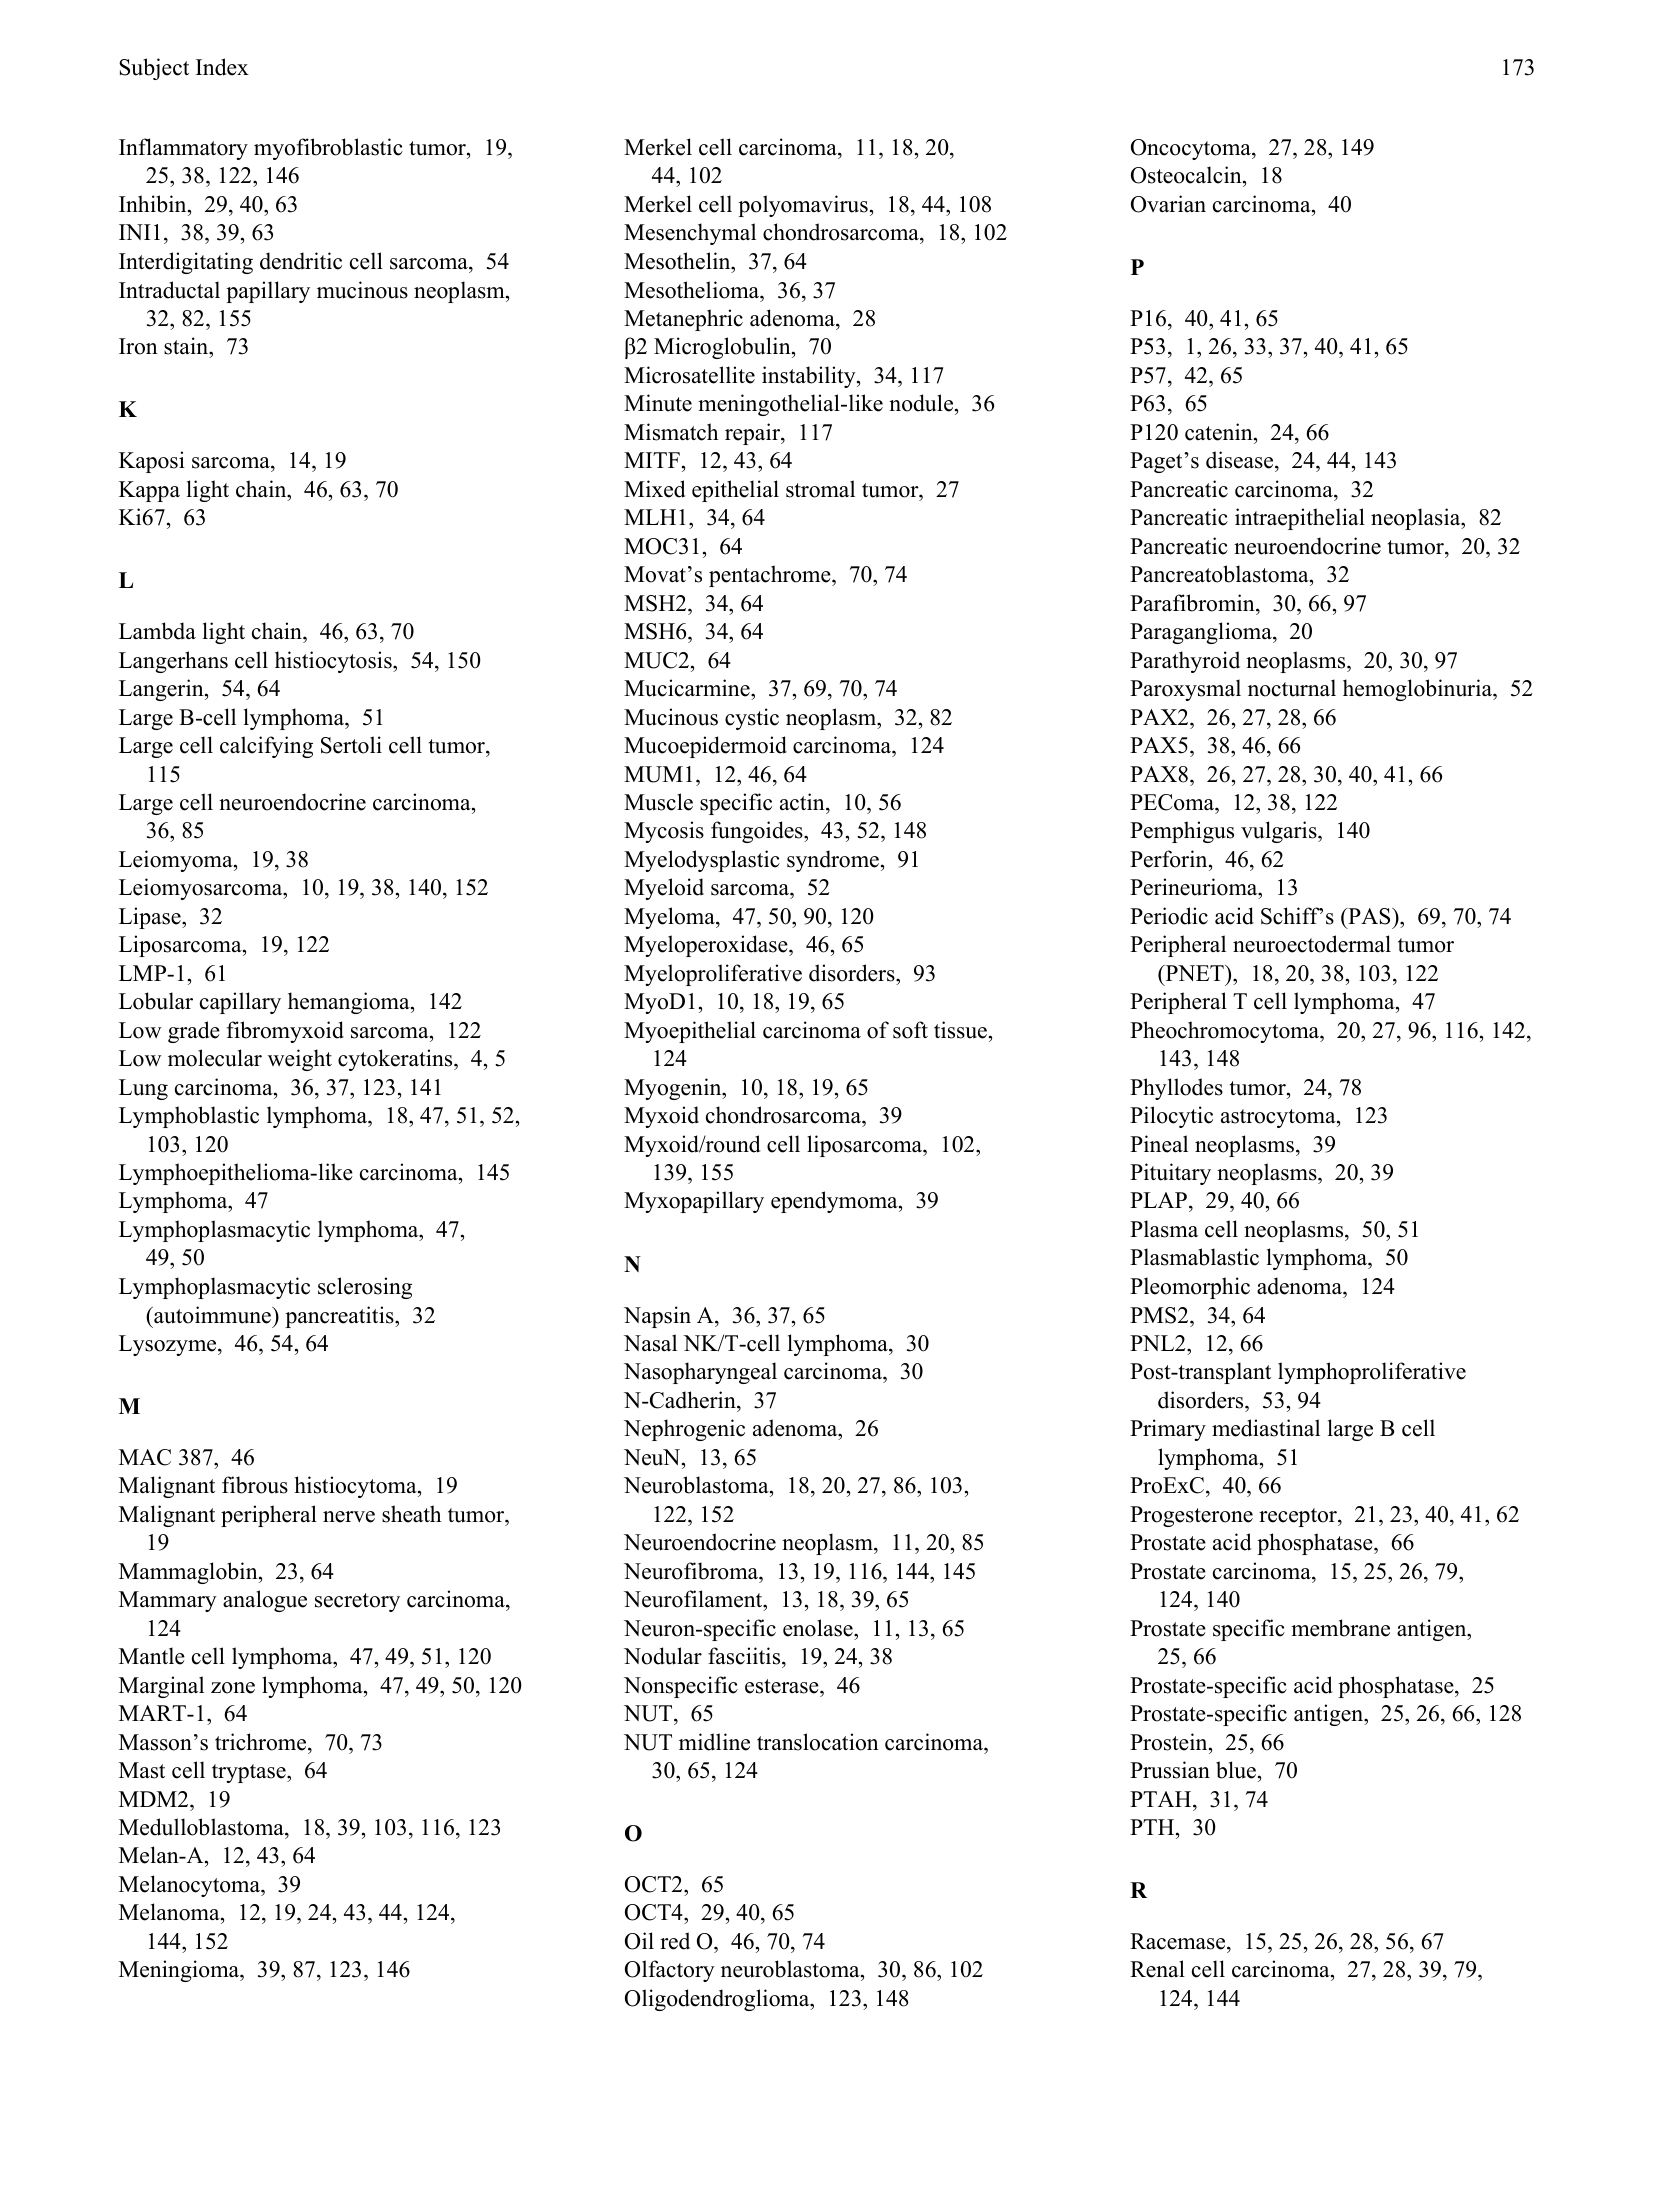 Subject Index
173
Inflammatory myofibroblastic tumor, 19,
25, 38, 122, 146
Inhibin, 29, 40, 63
INI1, 38, 39, 63
Interdigitating dendritic cell sarcoma, 54
Intraductal papillary mucinous neoplasm,
32, 82, 155
Iron stain, 73
K
Kaposi sarcoma, 14, 19
Kappa light chain, 46, 63, 70
Ki67, 63
L
Lambda light chain, 46, 63, 70
Langerhans cell histiocytosis, 54, 150
Langerin, 54, 64
Large B-cell lymphoma, 51
Large cell calcifying Sertoli cell tumor,
115
Large cell neuroendocrine carcinoma,
36, 85
Leiomyoma, 19, 38
Leiomyosarcoma, 10, 19, 38, 140, 152
Lipase, 32
Liposarcoma, 19, 122
LMP-1, 61
Lobular capillary hemangioma, 142
Low grade fibromyxoid sarcoma, 122
Low molecular weight cytokeratins, 4, 5
Lung carcinoma, 36, 37, 123, 141
Lymphoblastic lymphoma, 18, 47, 51, 52,
103, 120
Lymphoepithelioma-like carcinoma, 145
Lymphoma, 47
Lymphoplasmacytic lymphoma, 47,
49, 50
Lymphoplasmacytic sclerosing
(autoimmune) pancreatitis, 32
Lysozyme, 46, 54, 64
M
MAC 387, 46
Malignant fibrous histiocytoma, 19
Malignant peripheral nerve sheath tumor,
19
Mammaglobin, 23, 64
Mammary analogue secretory carcinoma,
124
Mantle cell lymphoma, 47, 49, 51, 120
Marginal zone lymphoma, 47, 49, 50, 120
MART-1, 64
Masson’s trichrome, 70, 73
Mast cell tryptase, 64
MDM2, 19
Medulloblastoma, 18, 39, 103, 116, 123
Melan-A, 12, 43, 64
Melanocytoma, 39
Melanoma, 12, 19, 24, 43, 44, 124,
144, 152
Meningioma, 39, 87, 123, 146
Merkel cell carcinoma, 11, 18, 20,
44, 102
Merkel cell polyomavirus, 18, 44, 108
Mesenchymal chondrosarcoma, 18, 102
Mesothelin, 37, 64
Mesothelioma, 36, 37
Metanephric adenoma, 28
β2 Microglobulin, 70
Microsatellite instability, 34, 117
Minute meningothelial-like nodule, 36
Mismatch repair, 117
MITF, 12, 43, 64
Mixed epithelial stromal tumor, 27
MLH1, 34, 64
MOC31, 64
Movat’s pentachrome, 70, 74
MSH2, 34, 64
MSH6, 34, 64
MUC2, 64
Mucicarmine, 37, 69, 70, 74
Mucinous cystic neoplasm, 32, 82
Mucoepidermoid carcinoma, 124
MUM1, 12, 46, 64
Muscle specific actin, 10, 56
Mycosis fungoides, 43, 52, 148
Myelodysplastic syndrome, 91
Myeloid sarcoma, 52
Myeloma, 47, 50, 90, 120
Myeloperoxidase, 46, 65
Myeloproliferative disorders, 93
MyoD1, 10, 18, 19, 65
Myoepithelial carcinoma of soft tissue,
124
Myogenin, 10, 18, 19, 65
Myxoid chondrosarcoma, 39
Myxoid/round cell liposarcoma, 102,
139, 155
Myxopapillary ependymoma, 39
N
Napsin A, 36, 37, 65
Nasal NK/T-cell lymphoma, 30
Nasopharyngeal carcinoma, 30
N-Cadherin, 37
Nephrogenic adenoma, 26
NeuN, 13, 65
Neuroblastoma, 18, 20, 27, 86, 103,
122, 152
Neuroendocrine neoplasm, 11, 20, 85
Neurofibroma, 13, 19, 116, 144, 145
Neurofilament, 13, 18, 39, 65
Neuron-specific enolase, 11, 13, 65
Nodular fasciitis, 19, 24, 38
Nonspecific esterase, 46
NUT, 65
NUT midline translocation carcinoma,
30, 65, 124
O
OCT2, 65
OCT4, 29, 40, 65
Oil red O, 46, 70, 74
Olfactory neuroblastoma, 30, 86, 102
Oligodendroglioma, 123, 148
Oncocytoma, 27, 28, 149
Osteocalcin, 18
Ovarian carcinoma, 40
P
P16, 40, 41, 65
P53, 1, 26, 33, 37, 40, 41, 65
P57, 42, 65
P63, 65
P120 catenin, 24, 66
Paget’s disease, 24, 44, 143
Pancreatic carcinoma, 32
Pancreatic intraepithelial neoplasia, 82
Pancreatic neuroendocrine tumor, 20, 32
Pancreatoblastoma, 32
Parafibromin, 30, 66, 97
Paraganglioma, 20
Parathyroid neoplasms, 20, 30, 97
Paroxysmal nocturnal hemoglobinuria, 52
PAX2, 26, 27, 28, 66
PAX5, 38, 46, 66
PAX8, 26, 27, 28, 30, 40, 41, 66
PEComa, 12, 38, 122
Pemphigus vulgaris, 140
Perforin, 46, 62
Perineurioma, 13
Periodic acid Schiff’s (PAS), 69, 70, 74
Peripheral neuroectodermal tumor
(PNET), 18, 20, 38, 103, 122
Peripheral T cell lymphoma, 47
Pheochromocytoma, 20, 27, 96, 116, 142,
143, 148
Phyllodes tumor, 24, 78
Pilocytic astrocytoma, 123
Pineal neoplasms, 39
Pituitary neoplasms, 20, 39
PLAP, 29, 40, 66
Plasma cell neoplasms, 50, 51
Plasmablastic lymphoma, 50
Pleomorphic adenoma, 124
PMS2, 34, 64
PNL2, 12, 66
Post-transplant lymphoproliferative
disorders, 53, 94
Primary mediastinal large B cell
lymphoma, 51
ProExC, 40, 66
Progesterone receptor, 21, 23, 40, 41, 62
Prostate acid phosphatase, 66
Prostate carcinoma, 15, 25, 26, 79,
124, 140
Prostate specific membrane antigen,
25, 66
Prostate-specific acid phosphatase, 25
Prostate-specific antigen, 25, 26, 66, 128
Prostein, 25, 66
Prussian blue, 70
PTAH, 31, 74
PTH, 30
R
Racemase, 15, 25, 26, 28, 56, 67
Renal cell carcinoma, 27, 28, 39, 79,
124, 144